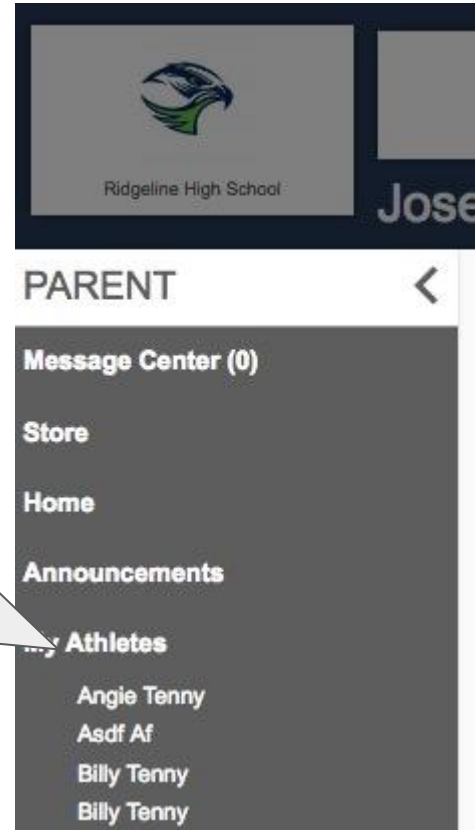 Ridgeline High School
Jose
PARENT
Message Center (0)
Store
Home
Announcements
My Athletes
Angie Tenny
Asdf Af
Billy Tenny
Billy Tenny